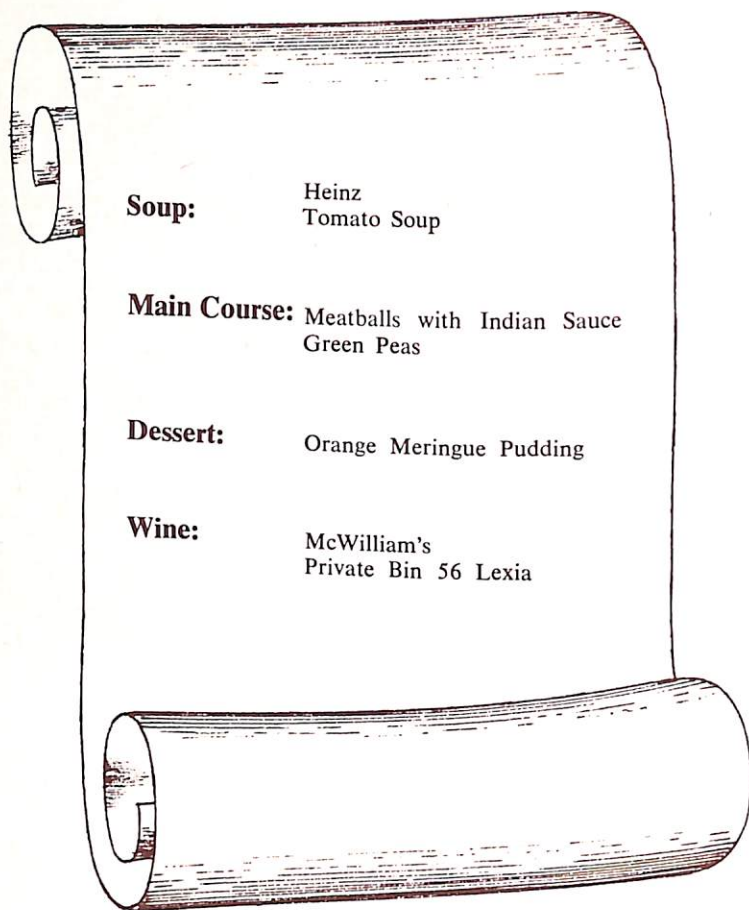 Soup: Heinz
Tomato Soup
Main Course: Meatballs with Indian Sauce
Green Peas
Dessert: Orange Meringue Pudding
Wine: McWilliam's
Private Bin 56 Lexia